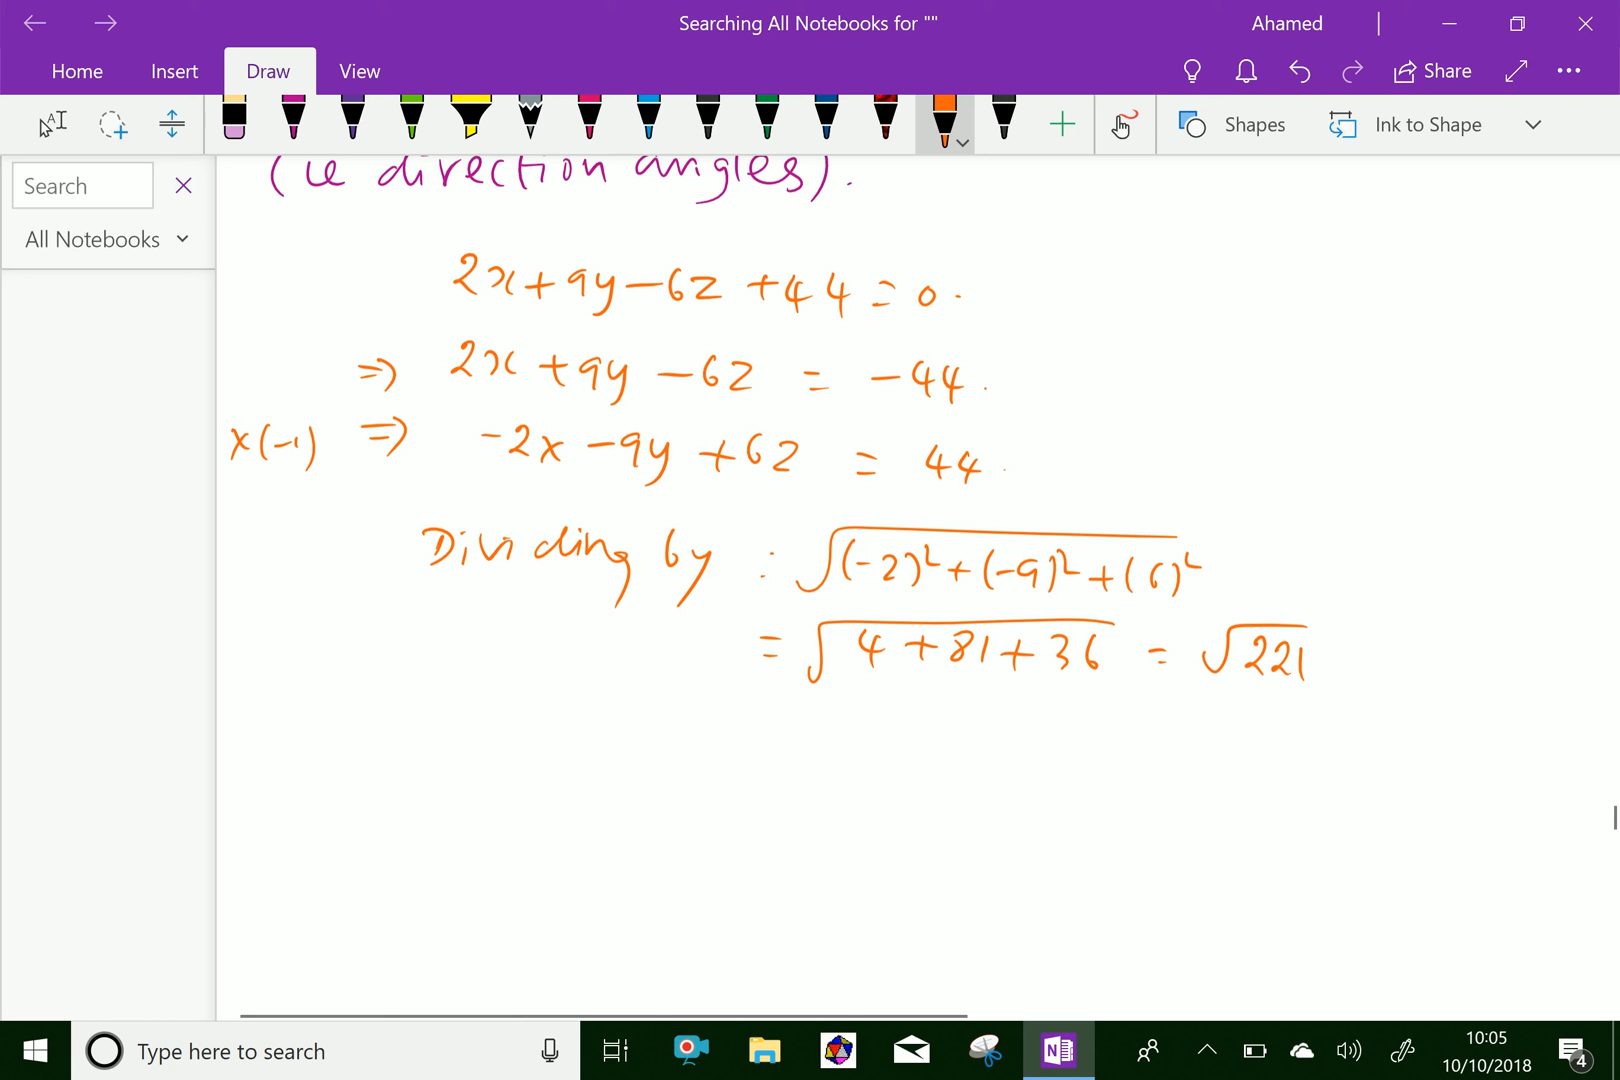 Searching All Notebooks for ""
Ahamed
Home Insert Draw View
Share
Shapes
Ink to Shape
Search
All Notebooks
(ie direction angles).
2x+9y-6z+44=0.
⇒ 2x+9y-6z = -44.
x(-1) ⇒ -2x-9y+6z = 44.
Dividing by : √(-2)²+(-9)²+(6)²
= √4+81+36 = √221
Type here to search
10:05
10/10/2018
4